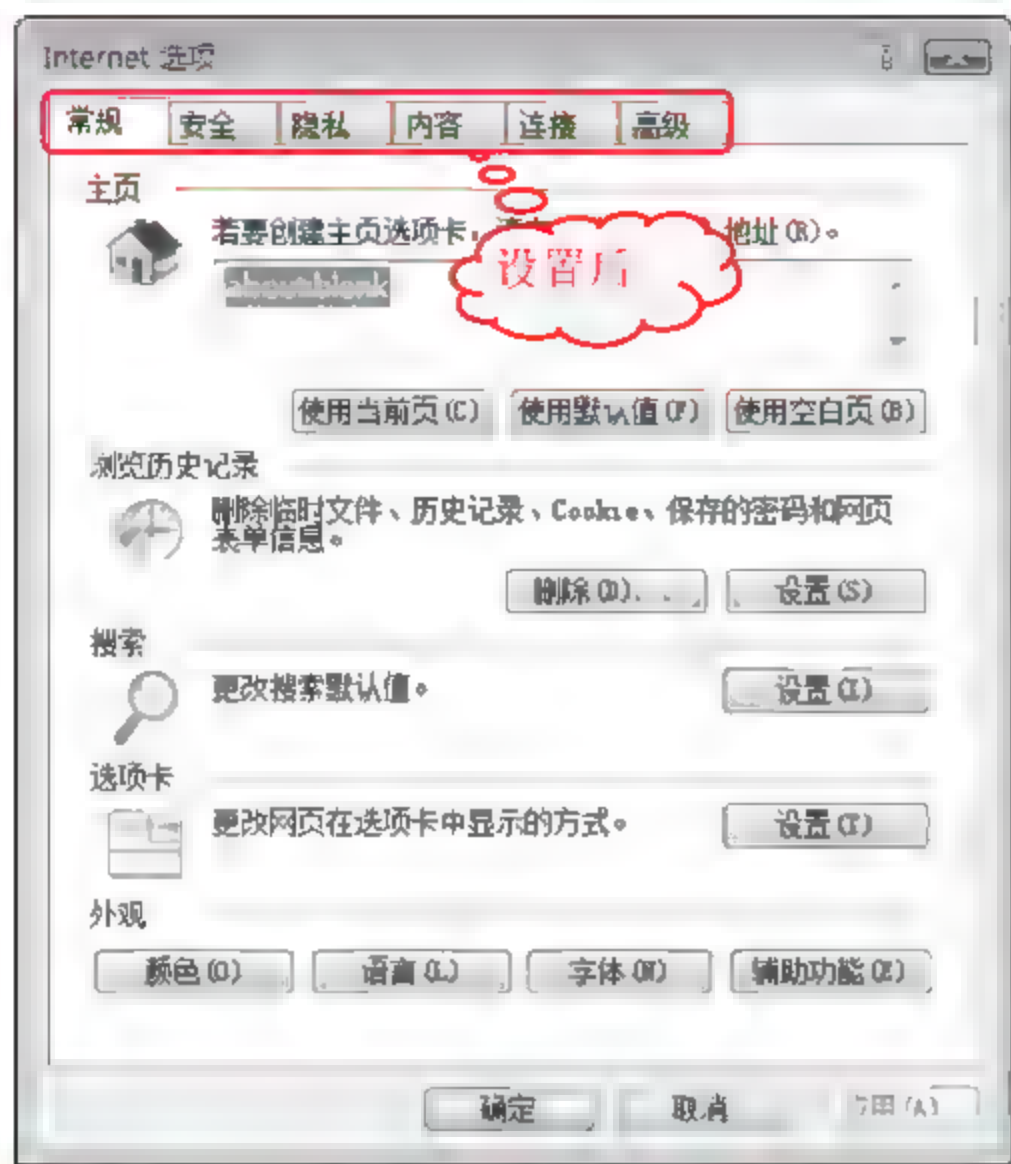 Internet 选项
常规 安全 隐私 内容 连接 高级
主页
若要创建主页选项卡，地址(R)。
设置后
about:blank
使用当前页(C) 使用默认值(F) 使用空白页(B)
浏览历史记录
删除临时文件、历史记录、Cookie、保存的密码和网页
表单信息。
删除(D)... 设置(S)
搜索
更改搜索默认值。 设置(I)
选项卡
更改网页在选项卡中显示的方式。 设置(T)
外观
颜色(O) 语言(L) 字体(N) 辅助功能(E)
确定 取消 应用(A)